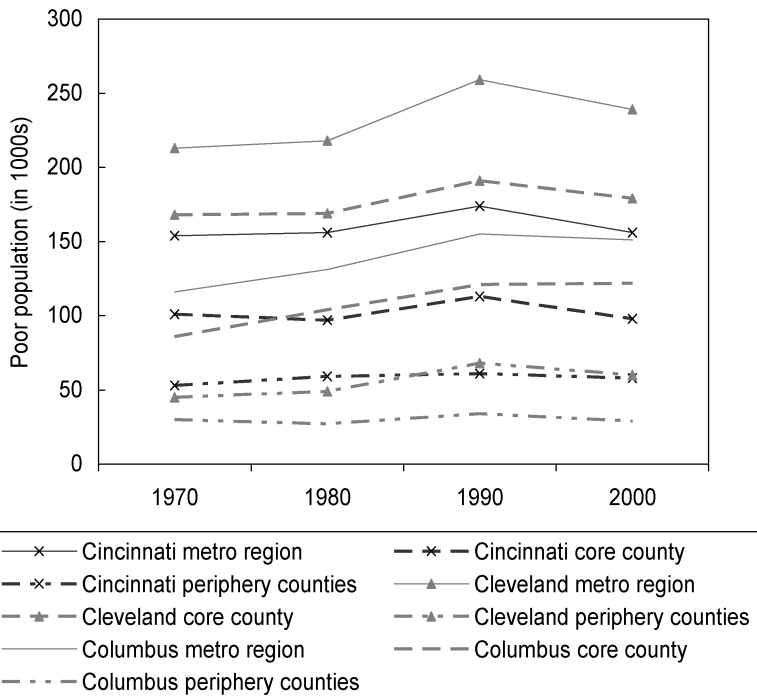 300
250
200
150
100
50
0
Poor population (in 1000s)
1970 1980 1990 2000
Cincinnati metro region Cincinnati core county
Cincinnati periphery counties Cleveland metro region
Cleveland core county Cleveland periphery counties
Columbus metro region Columbus core county
Columbus periphery counties